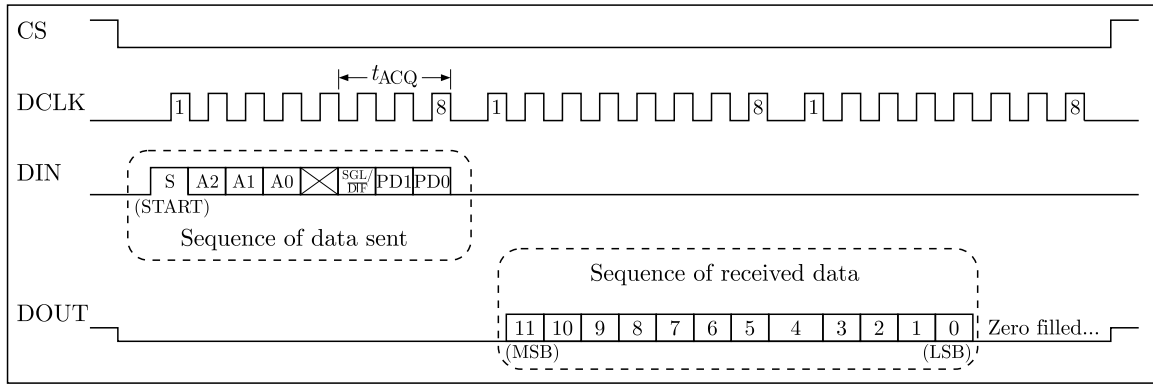 CS
t_ACQ
DCLK 1 8 1 8 1 8
DIN S A2 A1 A0 SGL/DIF PD1 PD0
(START)
Sequence of data sent
Sequence of received data
DOUT 11 10 9 8 7 6 5 4 3 2 1 0 Zero filled...
(MSB) (LSB)